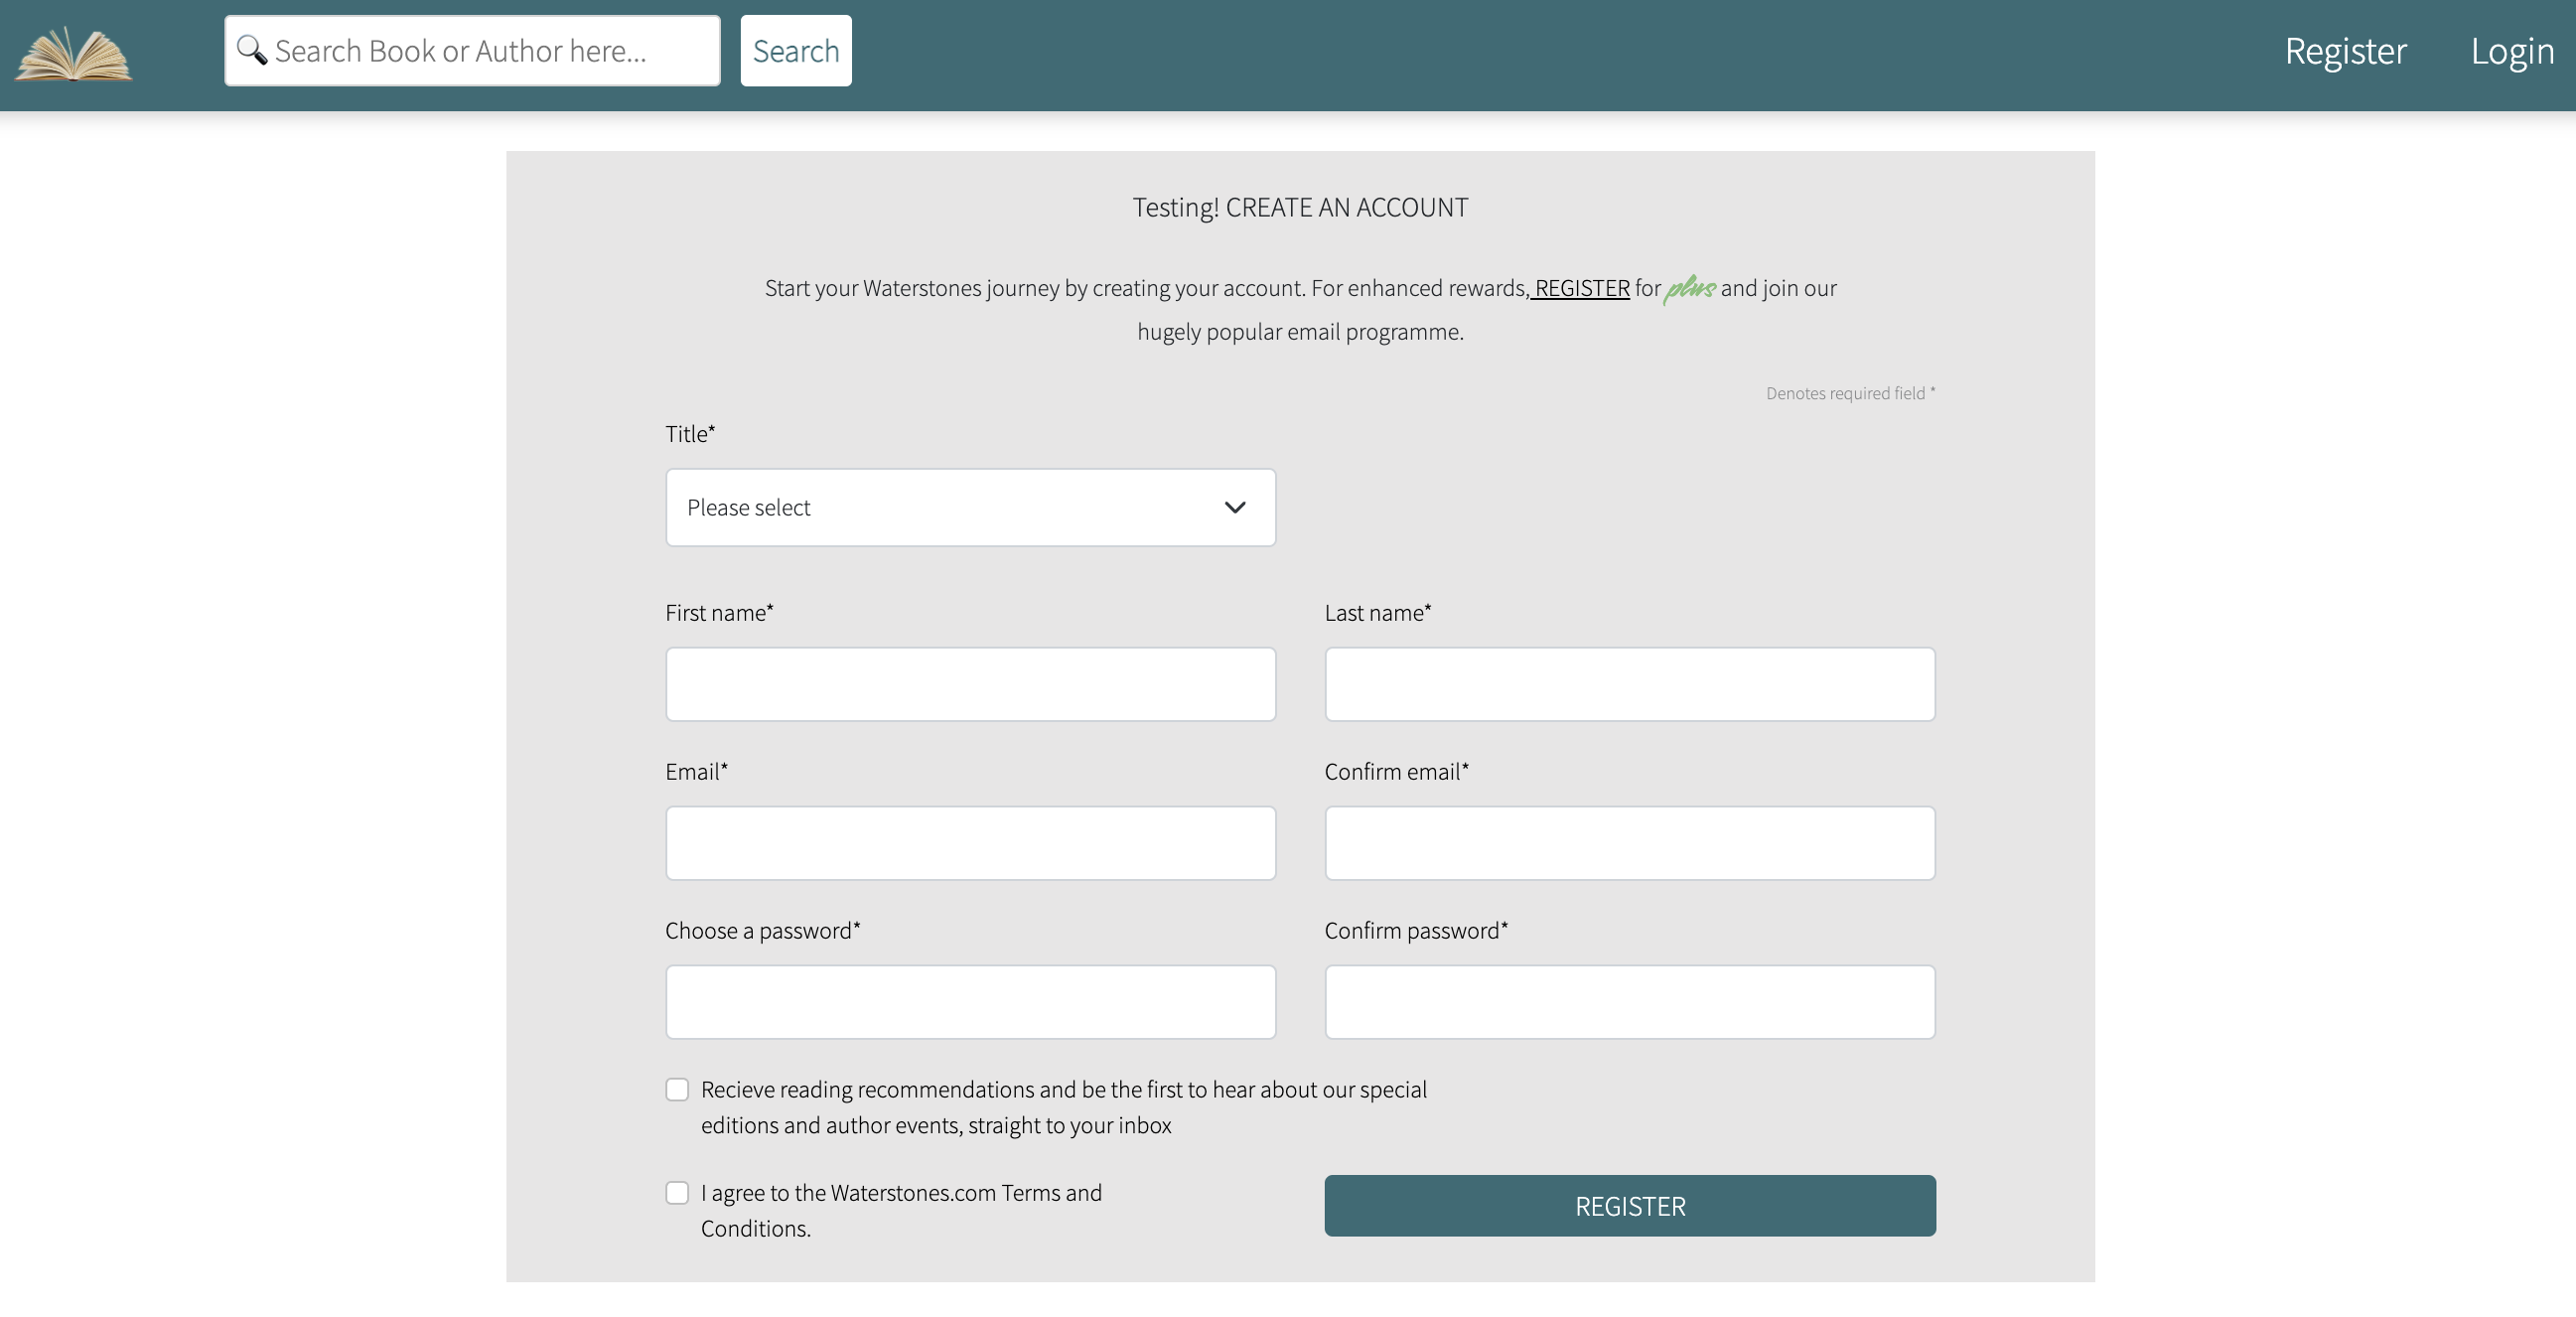 Search Book or Author here...
Search
Register
Login
Testing! CREATE AN ACCOUNT
Start your Waterstones journey by creating your account. For enhanced rewards, REGISTER for plus and join our
hugely popular email programme.
Denotes required field *
Title*
Please select
First name*
Last name*
Email*
Confirm email*
Choose a password*
Confirm password*
Recieve reading recommendations and be the first to hear about our special
editions and author events, straight to your inbox
I agree to the Waterstones.com Terms and
Conditions.
REGISTER